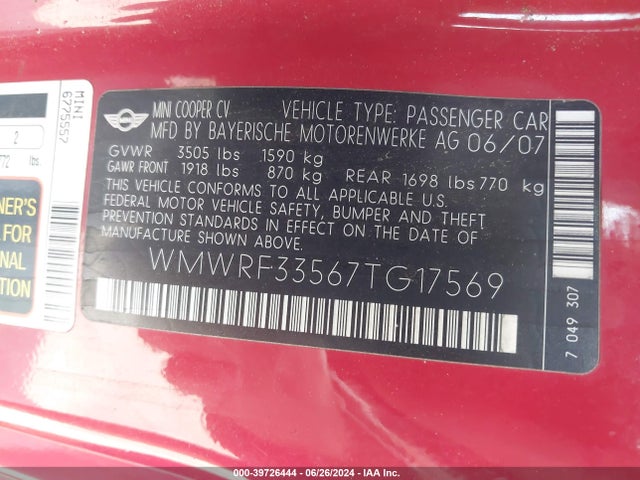 MINI
6775557
2
772 lbs.
NER'S
FOR
NAL
TION
MINI
MINI COOPER CV
VEHICLE TYPE: PASSENGER CAR
MFD BY BAYERISCHE MOTORENWERKE AG 06/07
GVWR 3505 lbs 1590 kg
GAWR FRONT 1918 lbs 870 kg REAR 1698 lbs 770 kg
THIS VEHICLE CONFORMS TO ALL APPLICABLE U.S.
FEDERAL MOTOR VEHICLE SAFETY, BUMPER AND THEFT
PREVENTION STANDARDS IN EFFECT ON THE DATE OF
MANUFACTURE SHOWN ABOVE.
WMWRF33567TG17569
7 049 307
000-39726444 | 06/26/2024 | IAA Inc.